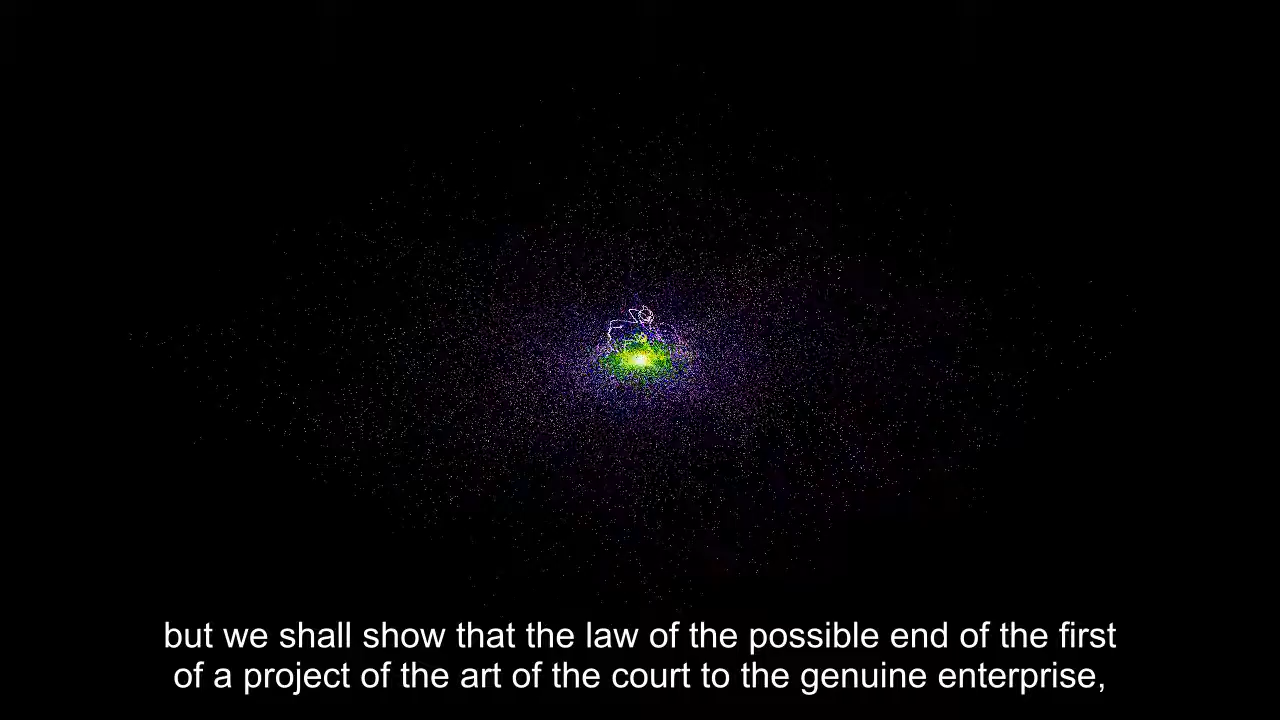 but we shall show that the law of the possible end of the first
of a project of the art of the court to the genuine enterprise,